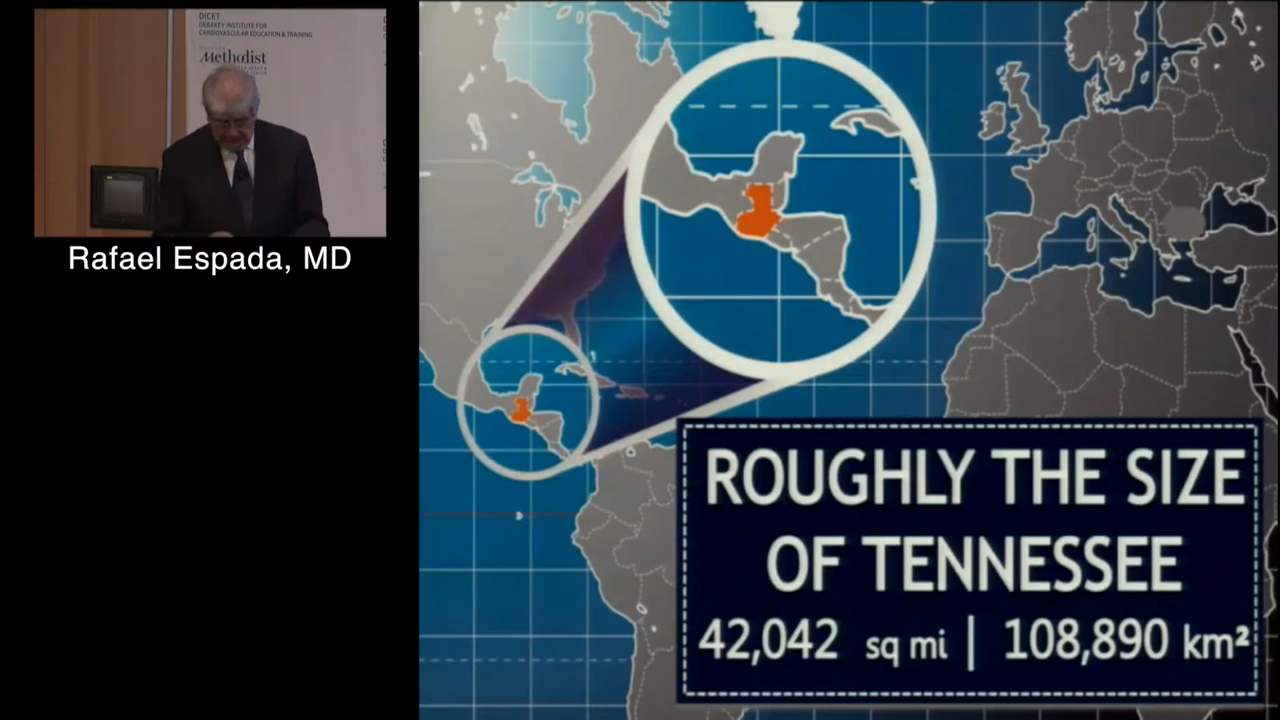 DICET
DEBAKEY INSTITUTE FOR
CARDIOVASCULAR EDUCATION & TRAINING
Methodist
Rafael Espada, MD
ROUGHLY THE SIZE
OF TENNESSEE
42,042 sq mi | 108,890 km²